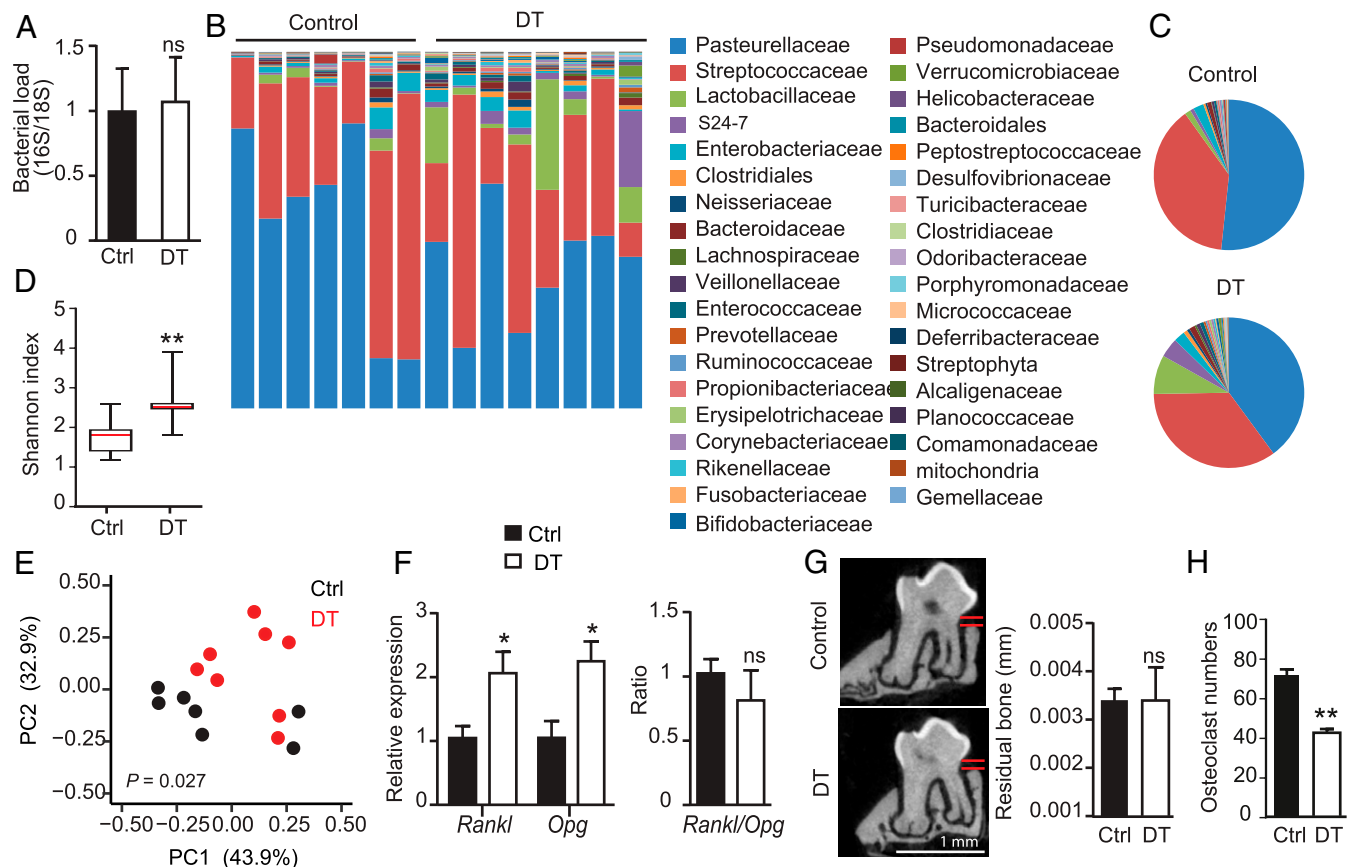 A
Bacterial load
(16S/18S)
1.5
1
0.5
0
ns
Ctrl
DT
B
Control
DT
Pasteurellaceae
Streptococcaceae
Lactobacillaceae
S24-7
Enterobacteriaceae
Clostridiales
Neisseriaceae
Bacteroidaceae
Lachnospiraceae
Veillonellaceae
Enterococcaceae
Prevotellaceae
Ruminococcaceae
Propionibacteriaceae
Erysipelotrichaceae
Corynebacteriaceae
Rikenellaceae
Fusobacteriaceae
Bifidobacteriaceae
Pseudomonadaceae
Verrucomicrobiaceae
Helicobacteraceae
Bacteroidales
Peptostreptococcaceae
Desulfovibrionaceae
Turicibacteraceae
Clostridiaceae
Odoribacteraceae
Porphyromonadaceae
Micrococcaceae
Deferribacteraceae
Streptophyta
Alcaligenaceae
Planococcaceae
Comamonadaceae
mitochondria
Gemellaceae
C
Control
DT
D
Shannon index
5
4
3
2
1
0
**
Ctrl
DT
E
PC2 (32.9%)
0.50
0.25
0.00
-0.25
-0.50
Ctrl
DT
P = 0.027
-0.50
-0.25
0.00
0.25
0.50
PC1 (43.9%)
F
Ctrl
DT
Relative expression
3
2
1
0
*
*
Rankl
Opg
Ratio
1.5
1
0.5
0
ns
Rankl/Opg
G
Control
DT
1 mm
Residual bone (mm)
0.005
0.004
0.003
0.002
0.001
ns
Ctrl
DT
H
Osteoclast numbers
100
80
60
40
20
0
**
Ctrl
DT